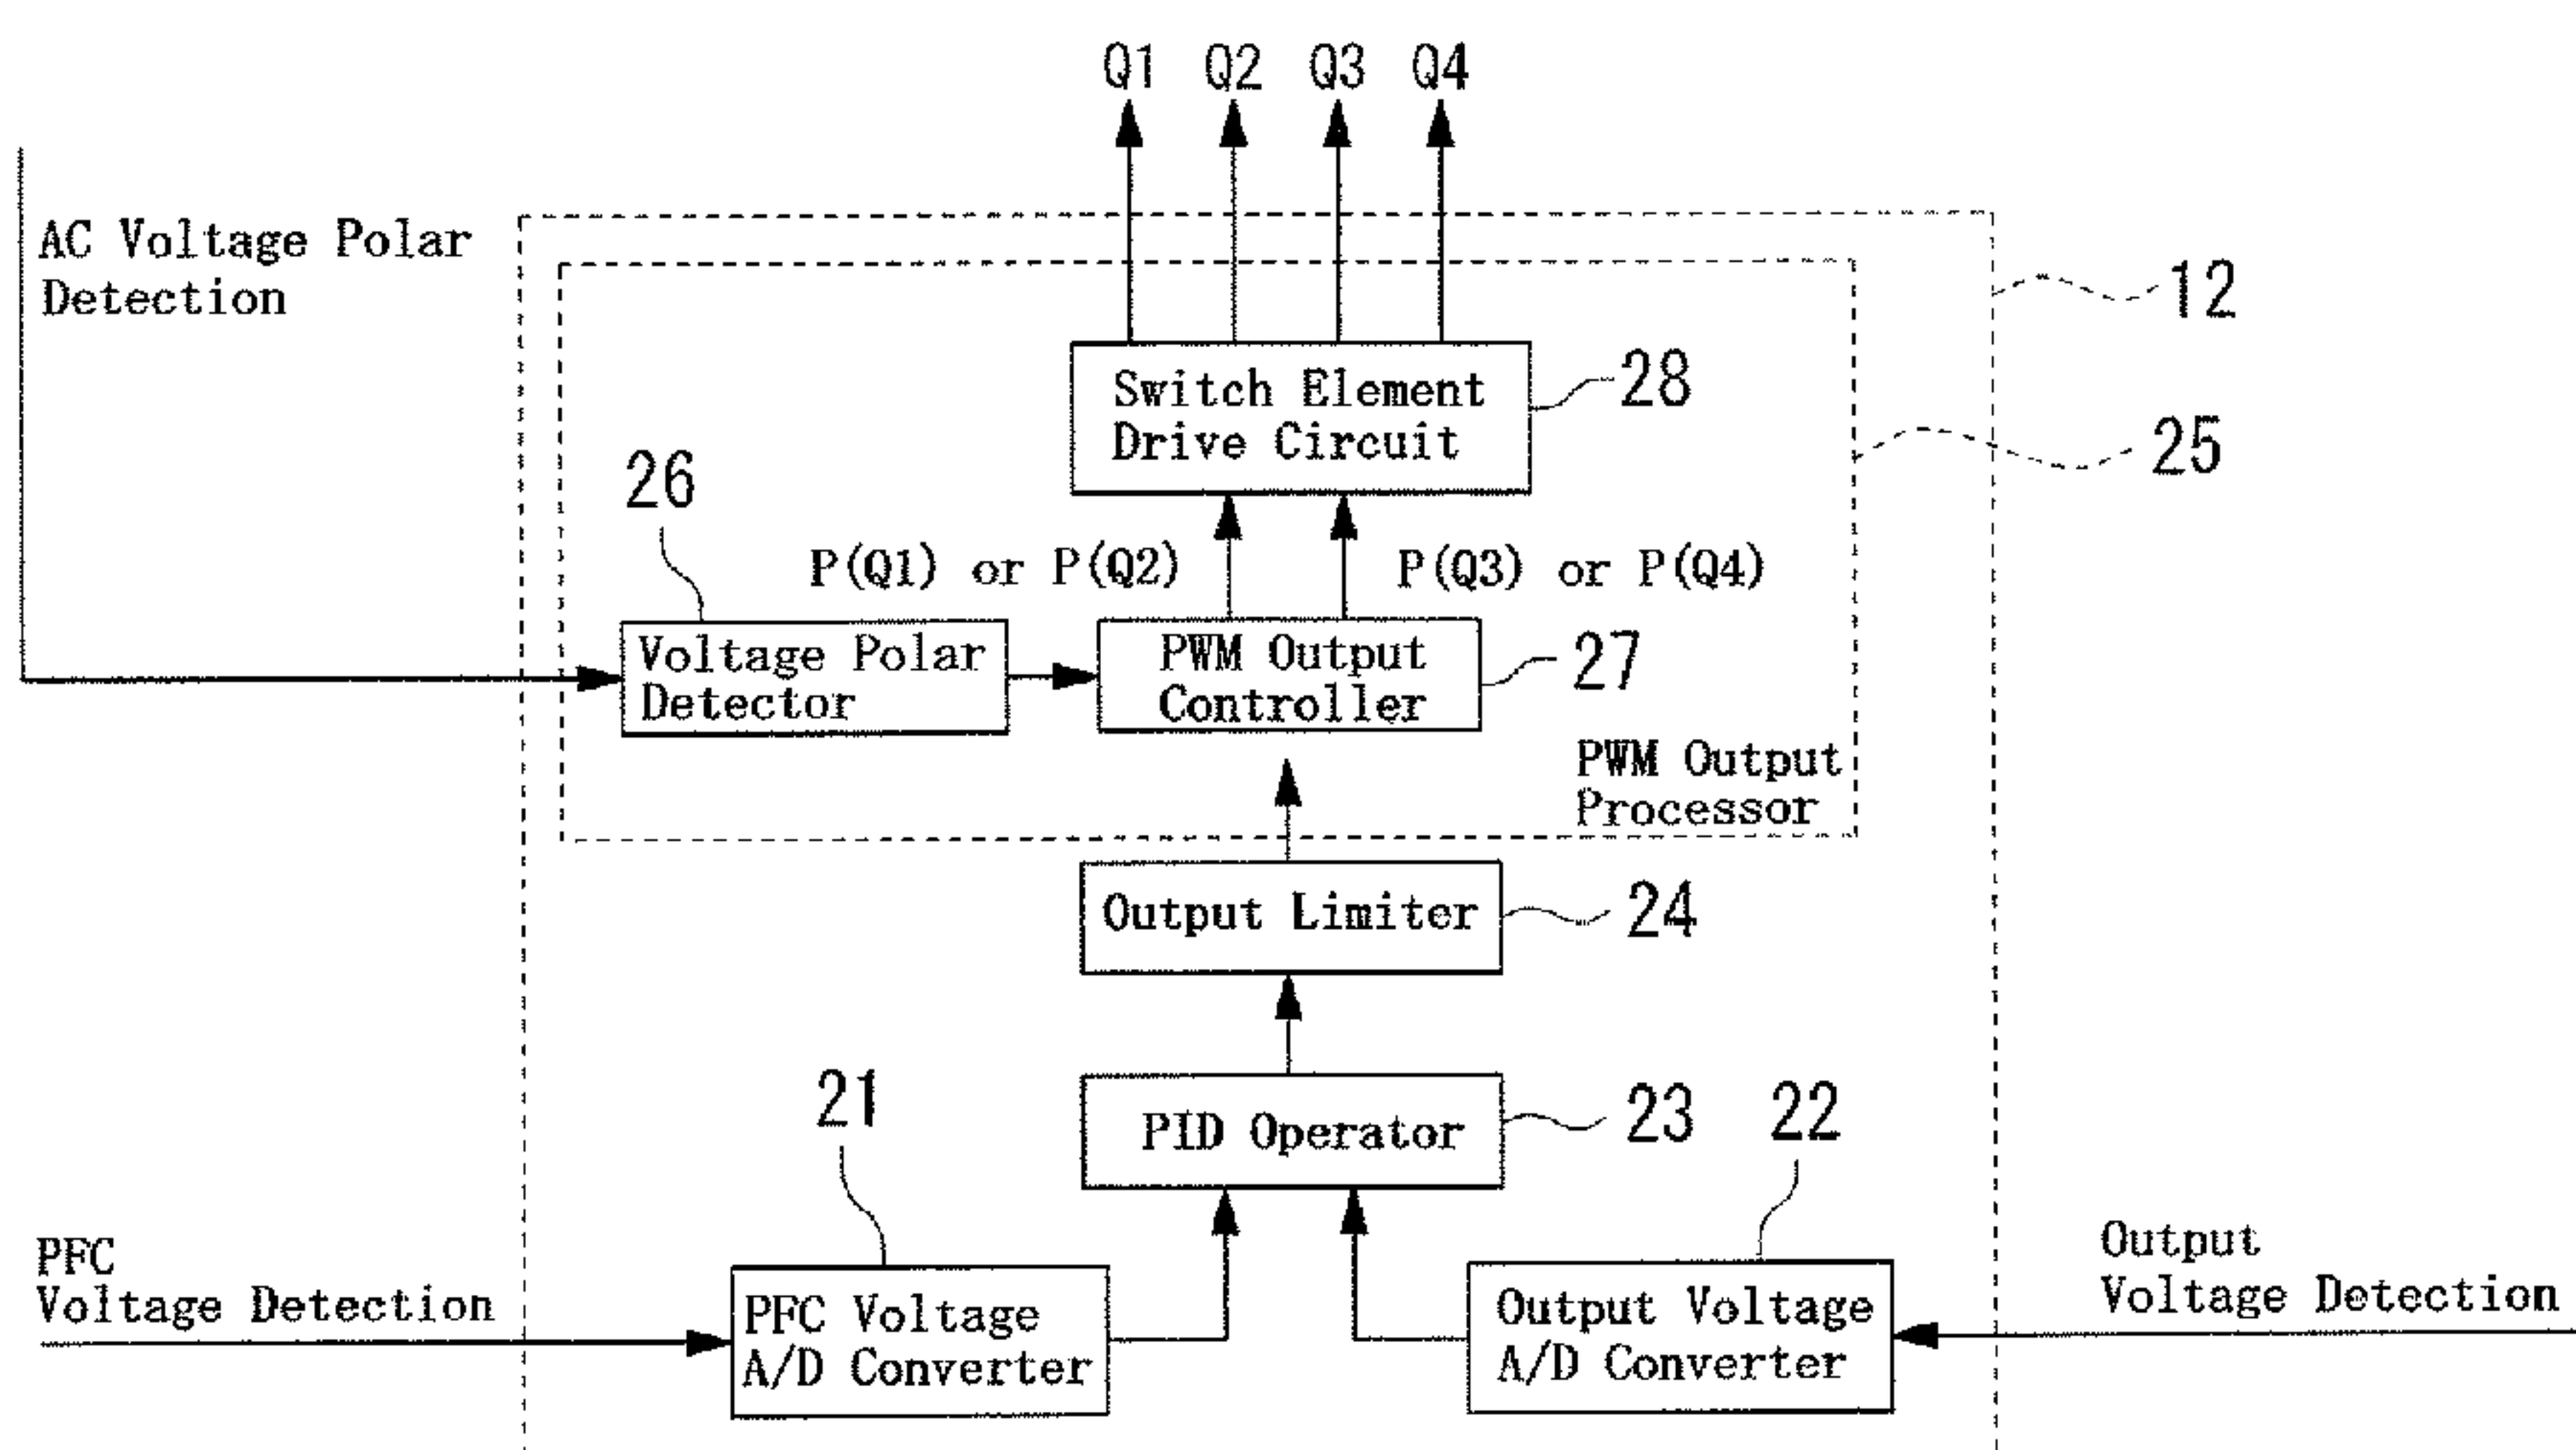 Q1 Q2 Q3 Q4
AC Voltage Polar
Detection
12
Switch Element
Drive Circuit
28
25
26
P(Q1) or P(Q2)
P(Q3) or P(Q4)
Voltage Polar
Detector
PWM Output
Controller
27
PWM Output
Processor
Output Limiter
24
PID Operator
23
21
22
PFC
Voltage Detection
PFC Voltage
A/D Converter
Output Voltage
A/D Converter
Output
Voltage Detection